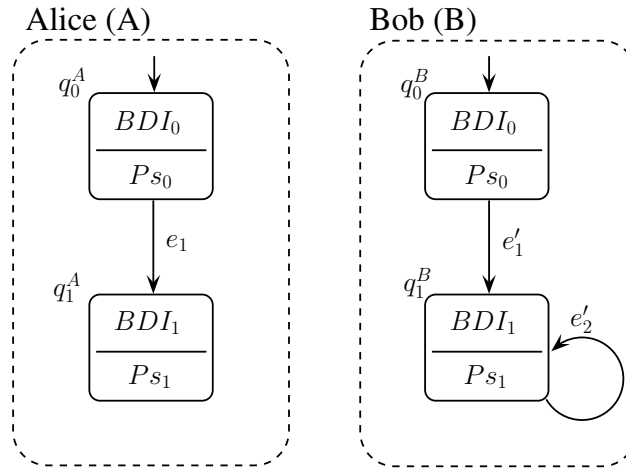 Alice (A)
q_0^A
BDI_0
Ps_0
e_1
q_1^A
BDI_1
Ps_1
Bob (B)
q_0^B
BDI_0
Ps_0
e'_1
q_1^B
BDI_1
Ps_1
e'_2